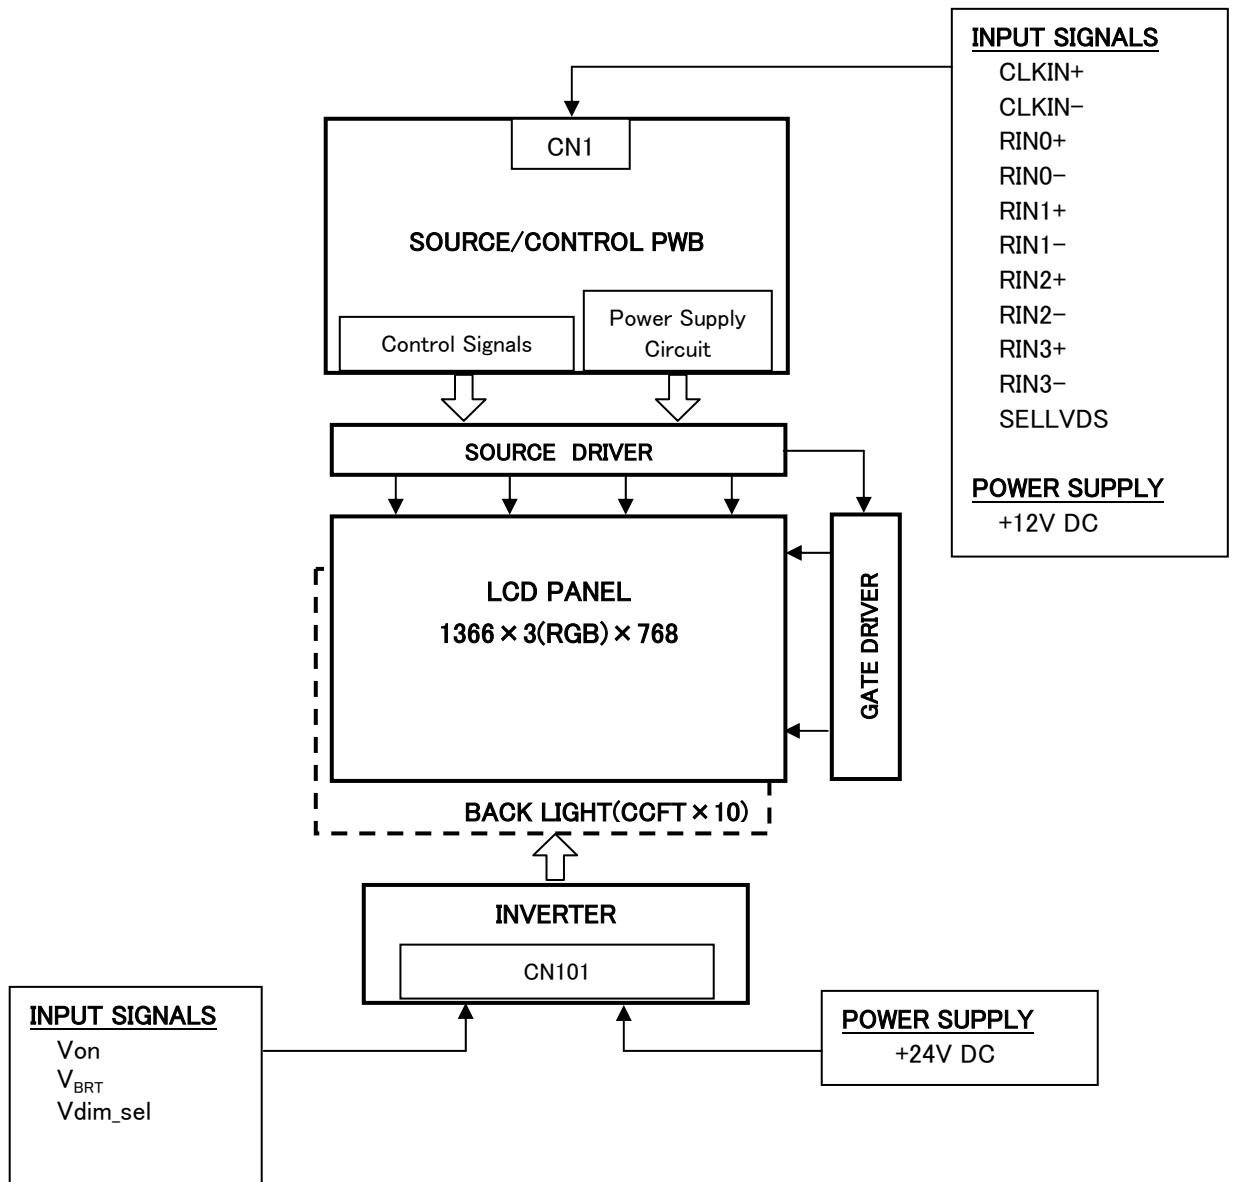 INPUT SIGNALS
CLKIN+
CLKIN−
RIN0+
RIN0−
RIN1+
RIN1−
RIN2+
RIN2−
RIN3+
RIN3−
SELLVDS
POWER SUPPLY
+12V DC
CN1
SOURCE/CONTROL PWB
Control Signals
Power Supply
Circuit
SOURCE DRIVER
LCD PANEL
1366×3(RGB)×768
GATE DRIVER
BACK LIGHT(CCFT×10)
INVERTER
CN101
INPUT SIGNALS
Von
VBRT
Vdim_sel
POWER SUPPLY
+24V DC